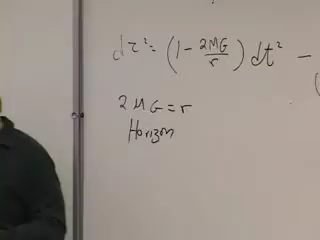 dτ² = (1 - 2MG/r) dt² - (
2MG = r
Horizon